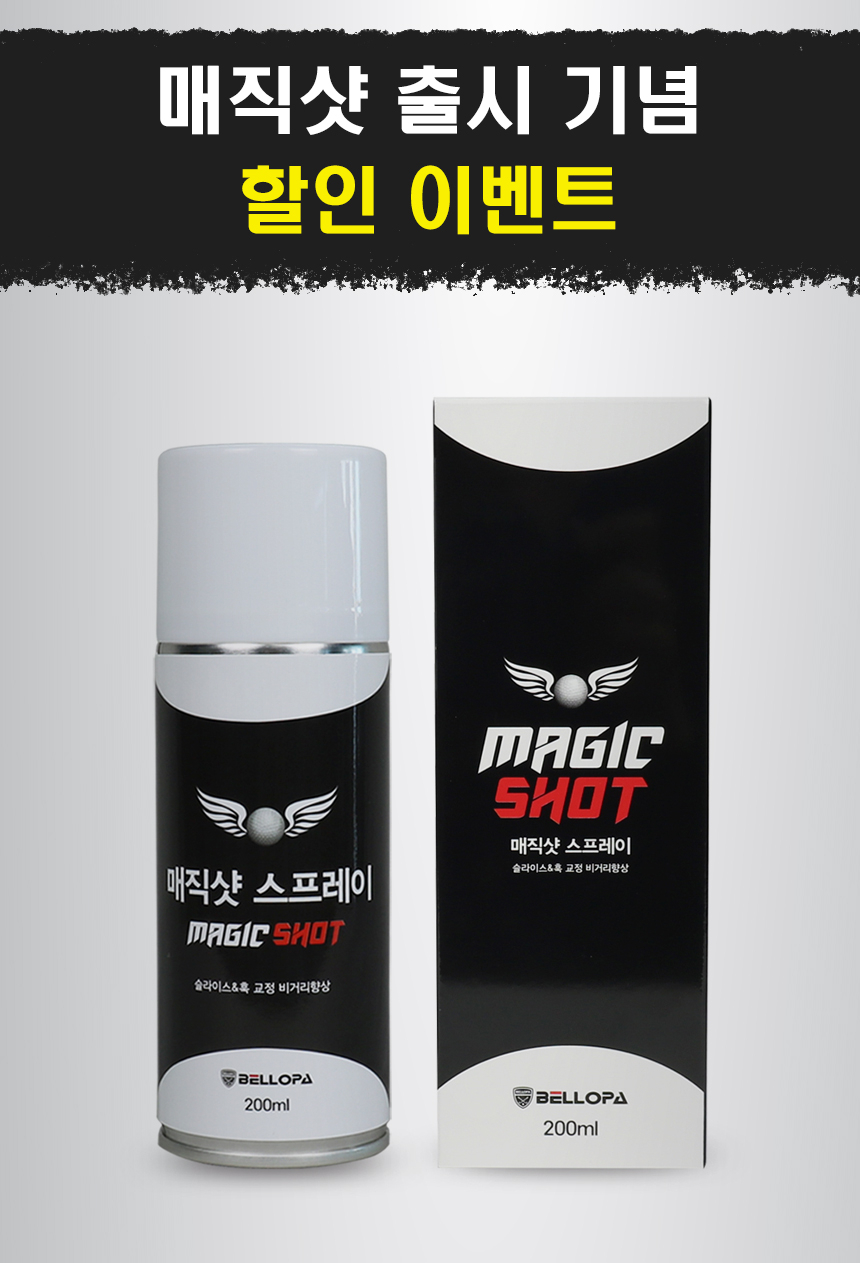 매직샷 출시 기념
할인 이벤트
매직샷 스프레이
MAGIC SHOT
슬라이스&훅 교정 비거리향상
BELLOPA
200ml
MAGIC
SHOT
매직샷 스프레이
슬라이스&훅 교정 비거리향상
BELLOPA
200ml